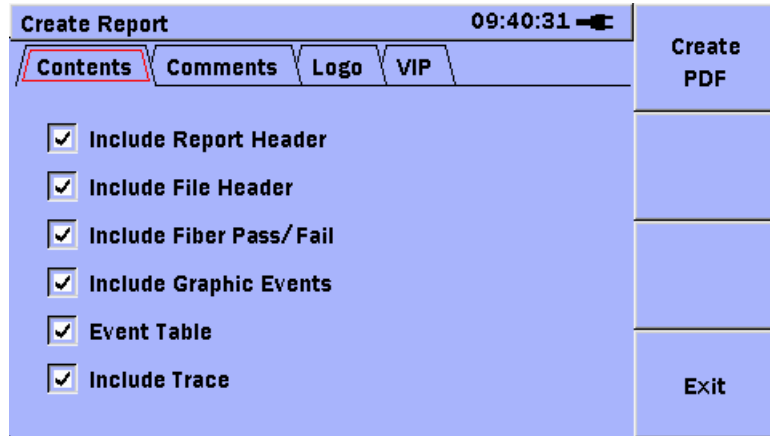 Create Report 09:40:31
Contents Comments Logo VIP
Include Report Header
Include File Header
Include Fiber Pass/Fail
Include Graphic Events
Event Table
Include Trace
Create
PDF
Exit